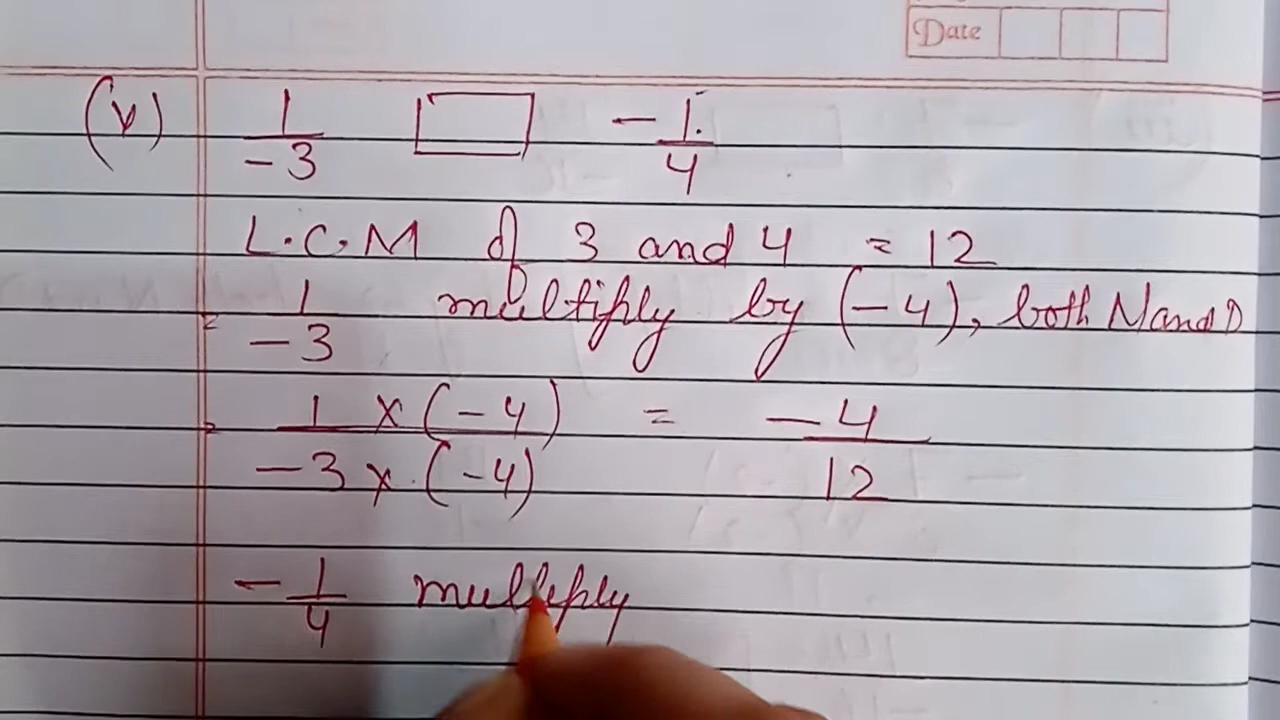 Date
(v) 1/-3 □ -1/4
L.C.M of 3 and 4 = 12
= 1/-3 multiply by (-4), both N and D
= 1 x (-4)/-3 x (-4) = -4/12
-1/4 multiply